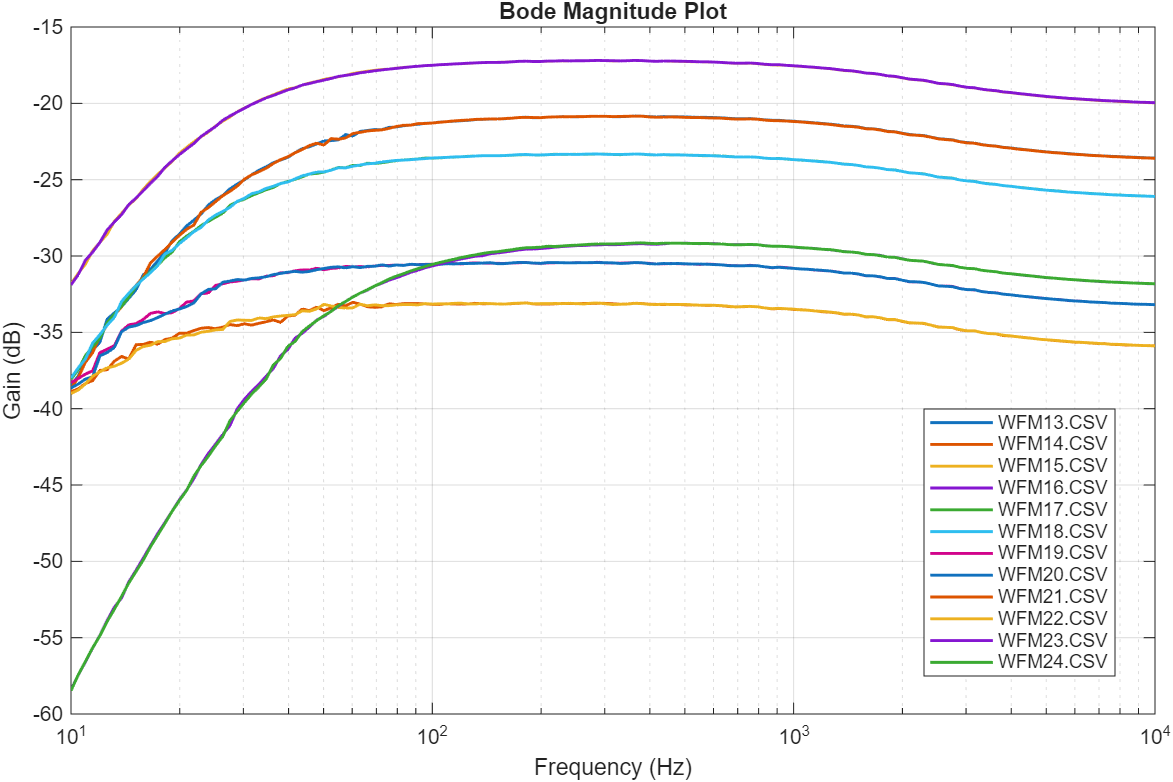 Bode Magnitude Plot
-15
-20
-25
-30
-35
-40
-45
-50
-55
-60
Gain (dB)
10¹ 10² 10³ 10⁴
Frequency (Hz)
WFM13.CSV
WFM14.CSV
WFM15.CSV
WFM16.CSV
WFM17.CSV
WFM18.CSV
WFM19.CSV
WFM20.CSV
WFM21.CSV
WFM22.CSV
WFM23.CSV
WFM24.CSV